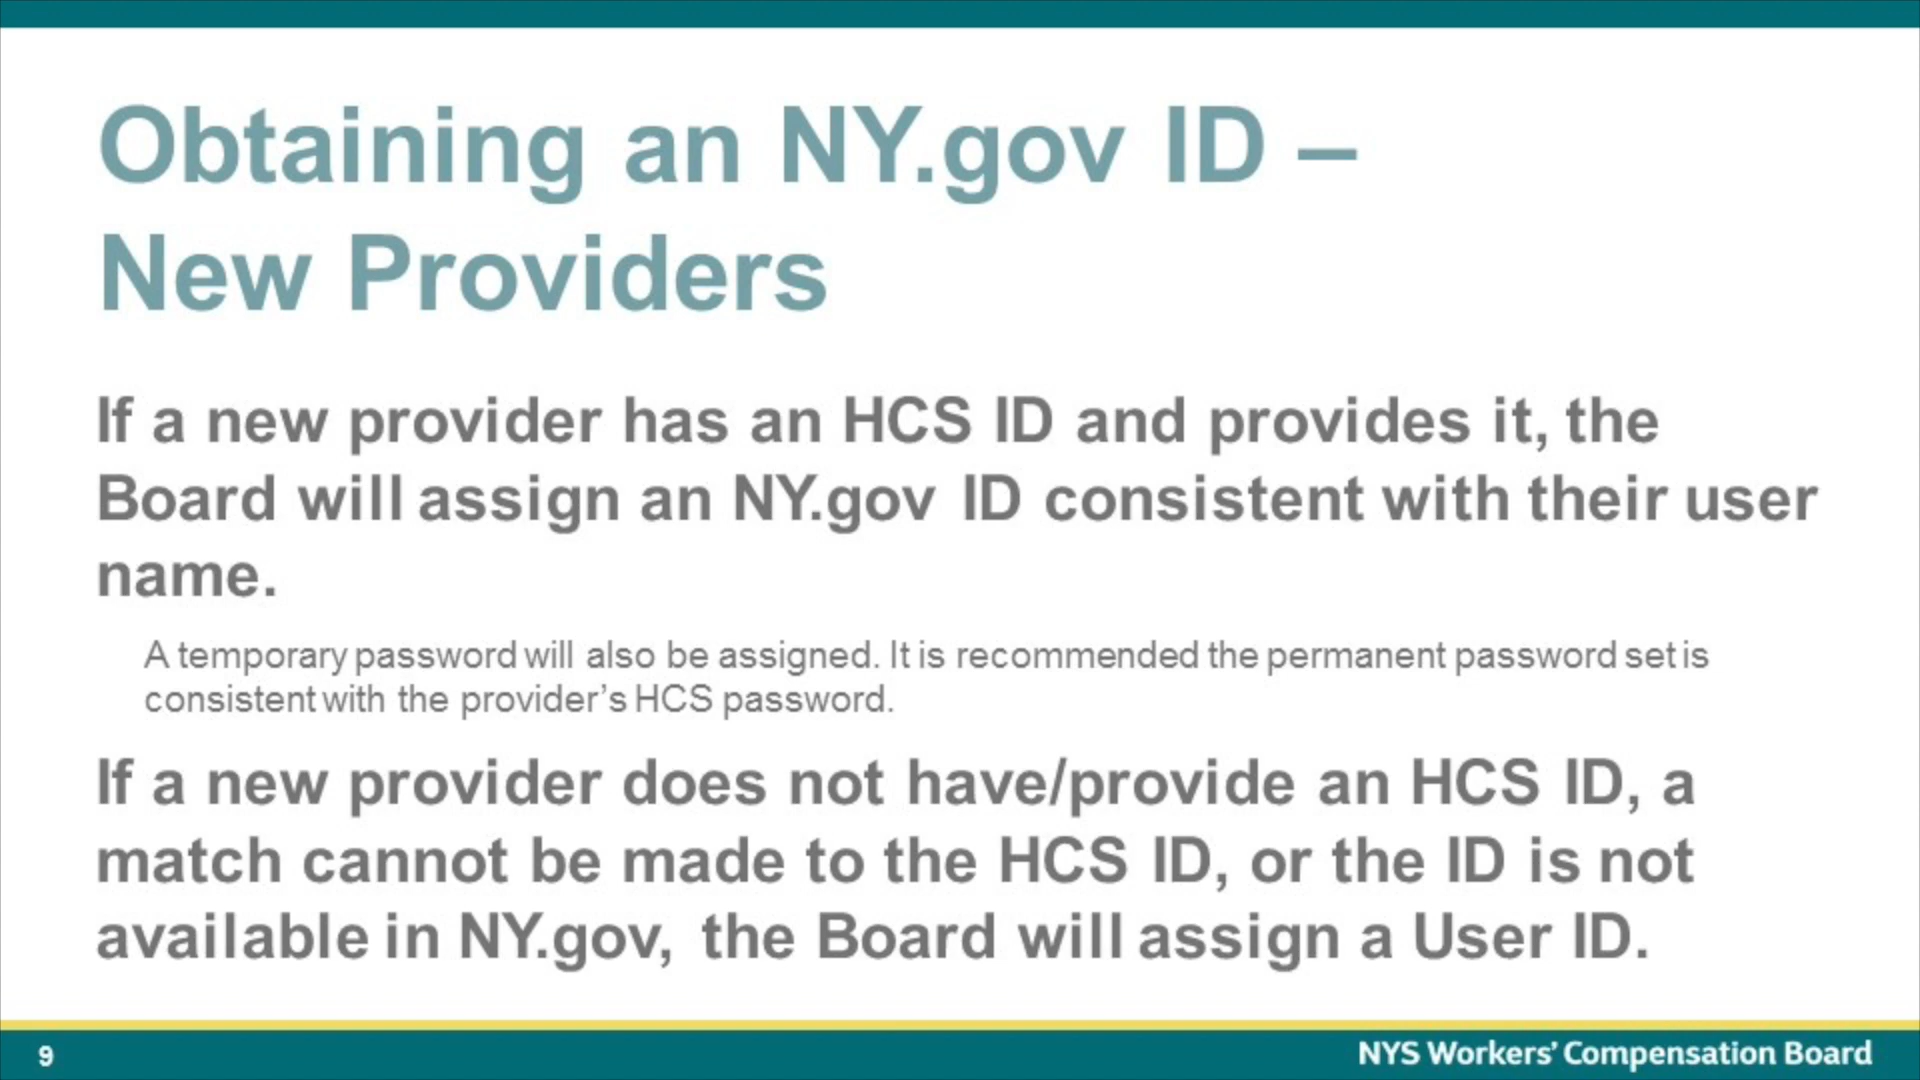 Obtaining an NY.gov ID –
New Providers
If a new provider has an HCS ID and provides it, the
Board will assign an NY.gov ID consistent with their user
name.
A temporary password will also be assigned. It is recommended the permanent password set is
consistent with the provider’s HCS password.
If a new provider does not have/provide an HCS ID, a
match cannot be made to the HCS ID, or the ID is not
available in NY.gov, the Board will assign a User ID.
9
NYS Workers’ Compensation Board